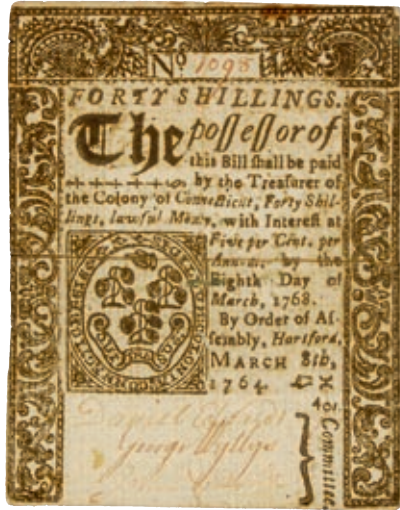 No 1098
FORTY SHILLINGS.
The poſſeſſor of
this Bill ſhall be paid
by the Treaſurer of
the Colony of Connecticut, Forty Shil-
lings, lawful Money, with Intereſt at
Five per Cent. per
Annum, by the
Eighth Day of
March, 1768.
By Order of Aſ-
ſembly, Hartford,
MARCH 8th,
1764.
40s.
Committee.
George Wyllys